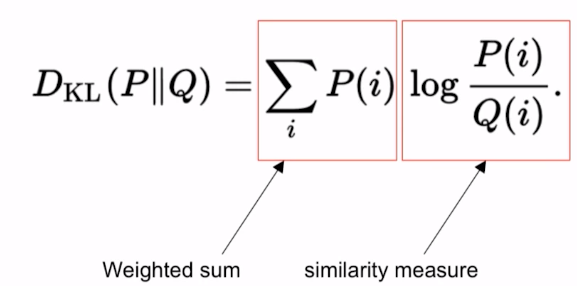 D_KL(P∥Q) = ∑_i P(i) log P(i)/Q(i).
Weighted sum
similarity measure